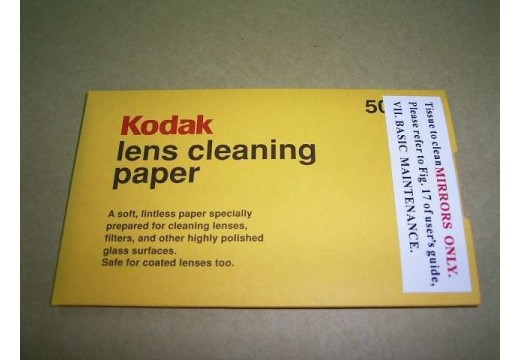 50
Kodak
lens cleaning
paper
A soft, lintless paper specially
prepared for cleaning lenses,
filters, and other highly polished
glass surfaces.
Safe for coated lenses too.
Tissue to clean MIRRORS ONLY.
Please refer to Fig. 17 of user's guide,
VII. BASIC MAINTENANCE.